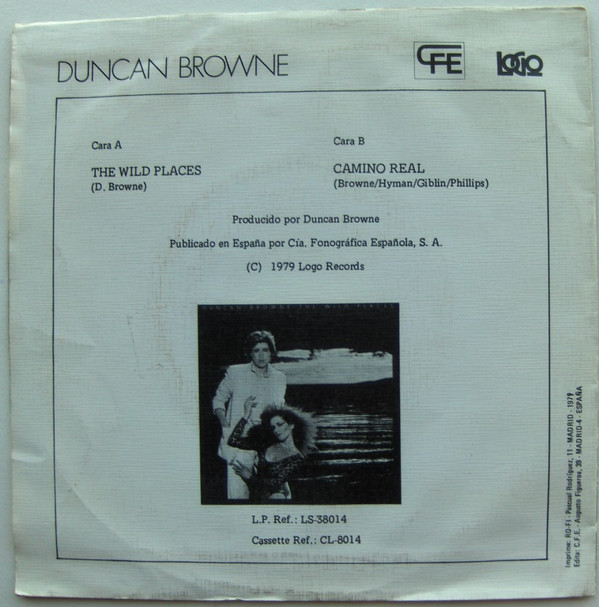 DUNCAN BROWNE
CFE
LOGO
Cara A
THE WILD PLACES
(D. Browne)
Cara B
CAMINO REAL
(Browne/Hyman/Giblin/Phillips)
Producido por Duncan Browne
Publicado en España por Cía. Fonográfica Española, S. A.
(C) 1979 Logo Records
DUNCAN BROWNE THE WILD PLACES
L.P. Ref.: LS-38014
Cassette Ref.: CL-8014
Imprime: RO-FI - Pascual Rodríguez, 11 - MADRID - 1979
Edita: C.F.E. - Augusto Figueroa, 39 - MADRID-4 - ESPAÑA